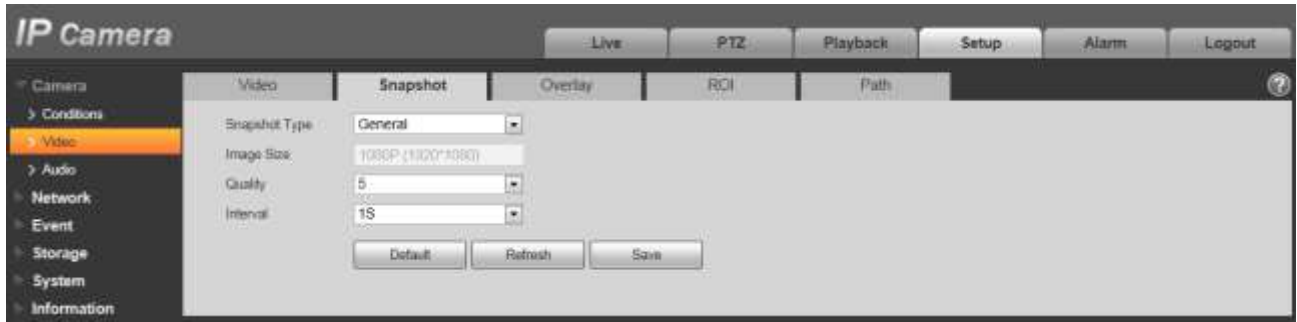 IP Camera
Live PTZ Playback Setup Alarm Logout
Camera
Conditions
Video
Audio
Network
Event
Storage
System
Information
Video Snapshot Overlay ROI Path ?
Snapshot Type General
Image Size 1080P (1920*1080)
Quality 5
Interval 1S
Default Refresh Save